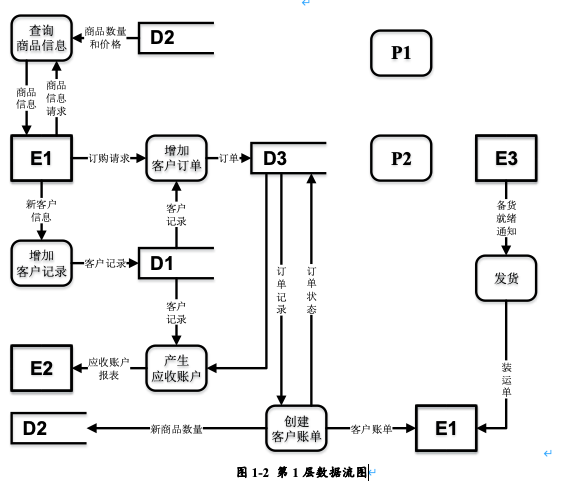 查询
商品信息
商品数量
和价格
D2
P1
商品
信息
商品
信息
请求
E1
订购请求
增加
客户订单
订单
D3
P2
E3
新客户
信息
客户
记录
备货
就绪
通知
增加
客户记录
客户记录
D1
订单记录
订单状态
发货
客户
记录
E2
应收账户
报表
产生
应收账户
装运单
D2
新商品数量
创建
客户账单
客户账单
E1
图 1-2 第 1 层数据流图